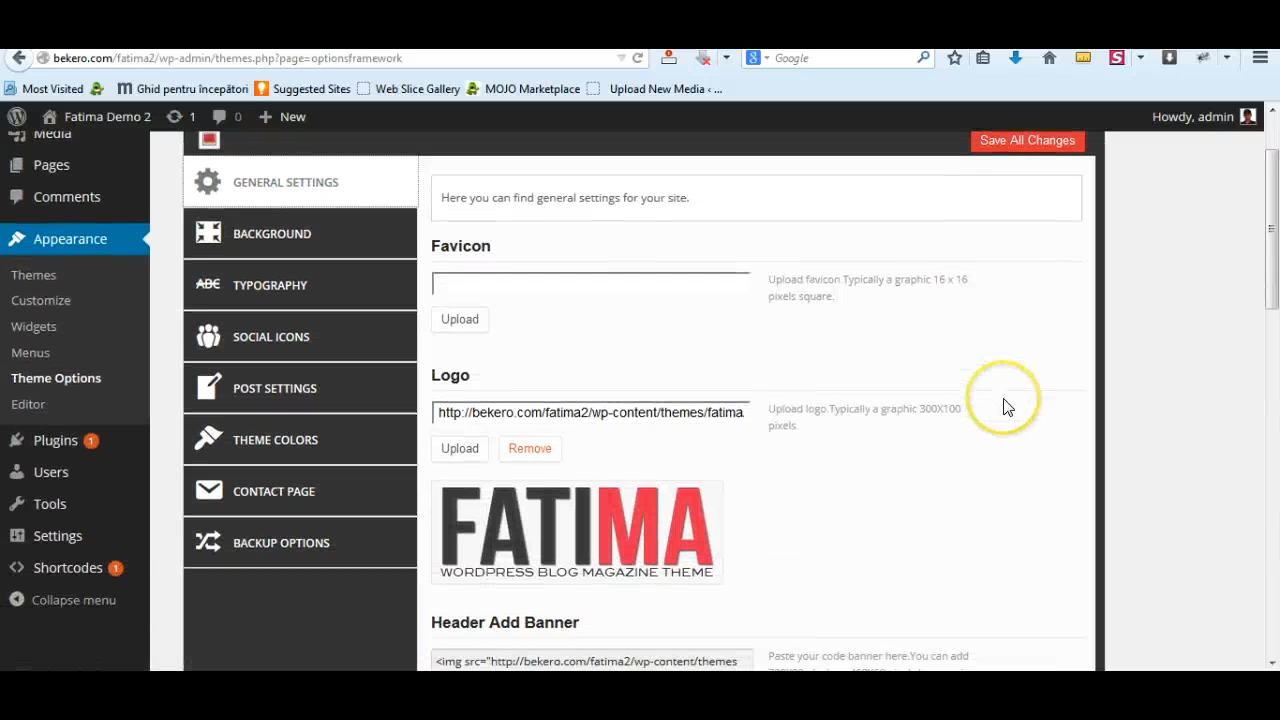 bekero.com/fatima2/wp-admin/themes.php?page=optionsframework
Google
Most Visited
Ghid pentru începatori
Suggested Sites
Web Slice Gallery
MOJO Marketplace
Upload New Media ‹ ...
Fatima Demo 2
1
0
New
Howdy, admin
Media
Pages
Comments
Appearance
Themes
Customize
Widgets
Menus
Theme Options
Editor
Plugins 1
Users
Tools
Settings
Shortcodes 1
Collapse menu
Save All Changes
GENERAL SETTINGS
BACKGROUND
ABC TYPOGRAPHY
SOCIAL ICONS
POST SETTINGS
THEME COLORS
CONTACT PAGE
BACKUP OPTIONS
Here you can find general settings for your site.
Favicon
Upload favicon.Typically a graphic 16 x 16
pixels square.
Upload
Logo
http://bekero.com/fatima2/wp-content/themes/fatima.
Upload logo.Typically a graphic 300X100
pixels.
Upload
Remove
FATIMA
WORDPRESS BLOG MAGAZINE THEME
Header Add Banner
<img src="http://bekero.com/fatima2/wp-content/themes
Paste your code banner here.You can add